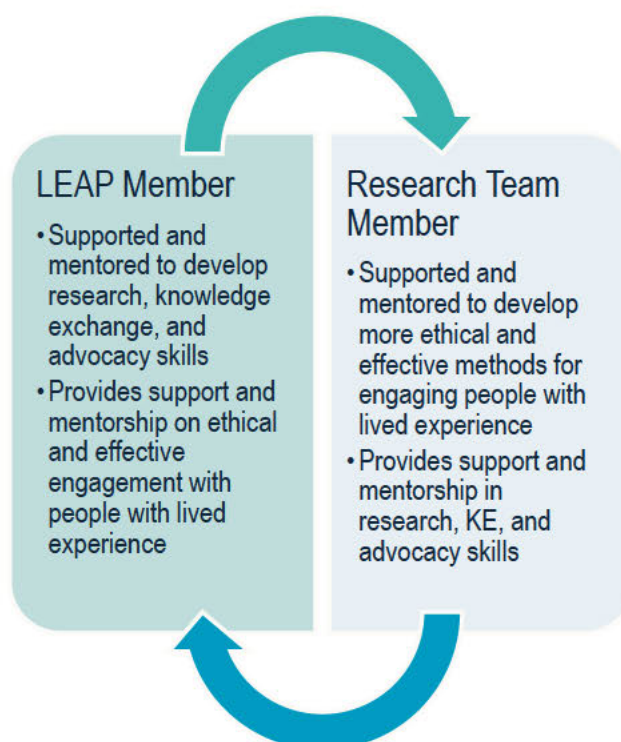 LEAP Member
•Supported and
mentored to develop
research, knowledge
exchange, and
advocacy skills
•Provides support and
mentorship on ethical
and effective
engagement with
people with lived
experience
Research Team
Member
•Supported and
mentored to develop
more ethical and
effective methods for
engaging people with
lived experience
•Provides support and
mentorship in
research, KE, and
advocacy skills